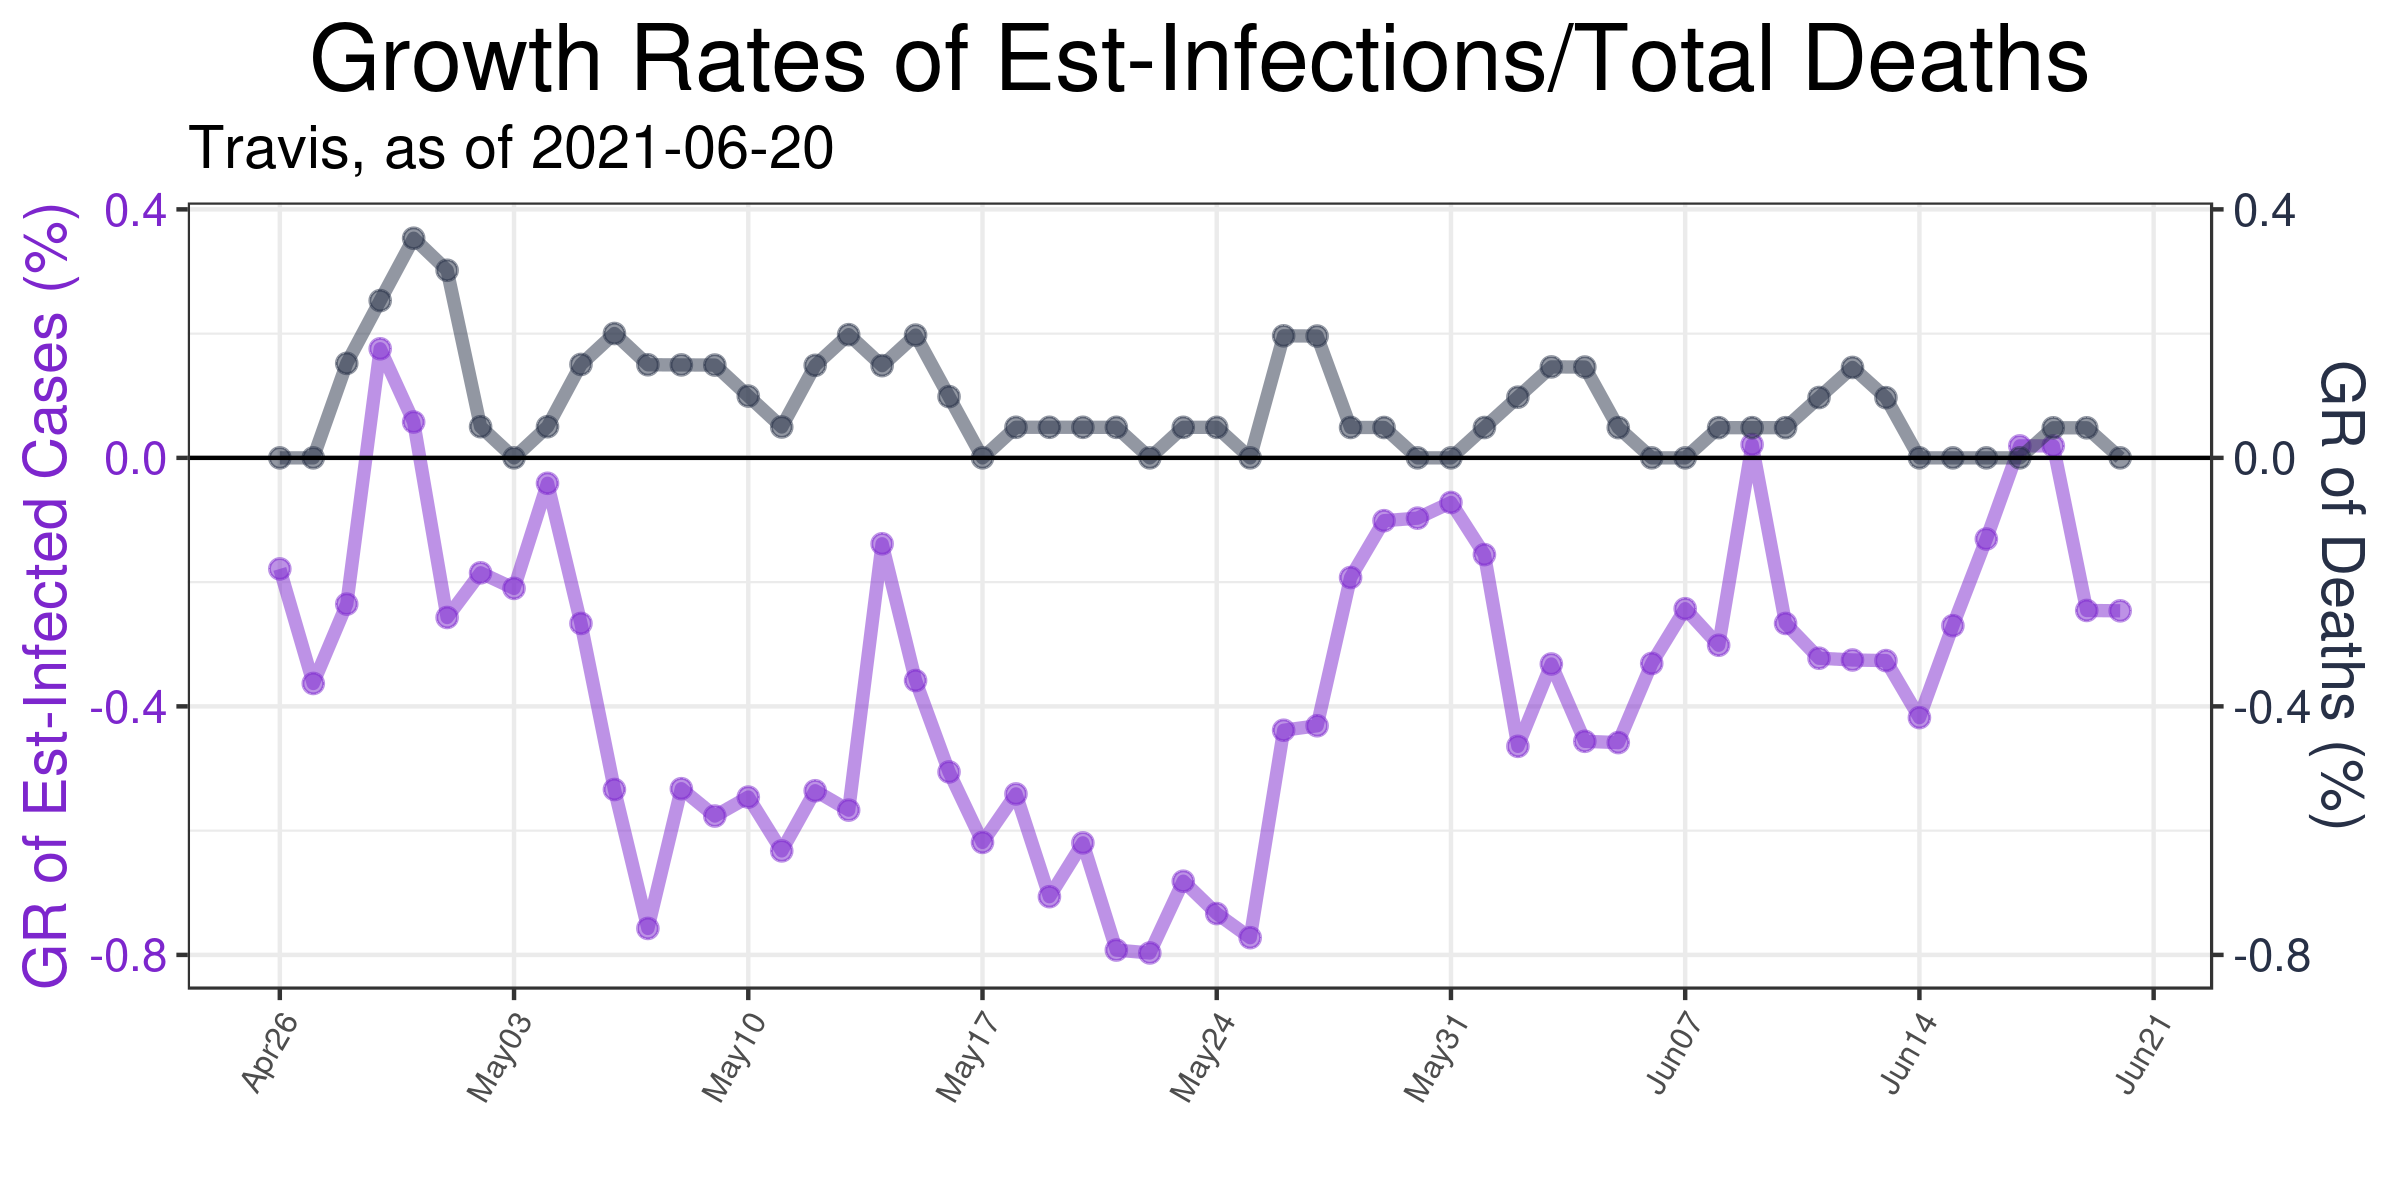 Growth Rates of Est-Infections/Total Deaths
Travis, as of 2021-06-20
GR of Est-Infected Cases (%)
0.4
0.0
-0.4
-0.8
0.4
0.0
-0.4
-0.8
GR of Deaths (%)
Apr26
May03
May10
May17
May24
May31
Jun07
Jun14
Jun21